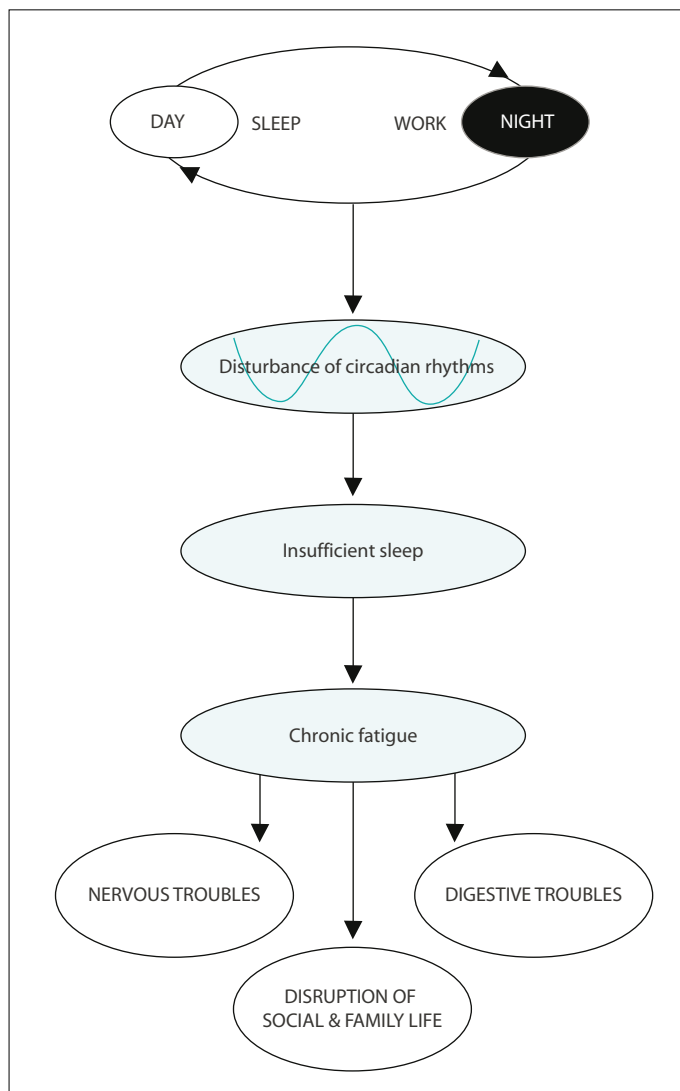 DAY SLEEP WORK NIGHT
Disturbance of circadian rhythms
Insufficient sleep
Chronic fatigue
NERVOUS TROUBLES
DIGESTIVE TROUBLES
DISRUPTION OF
SOCIAL & FAMILY LIFE